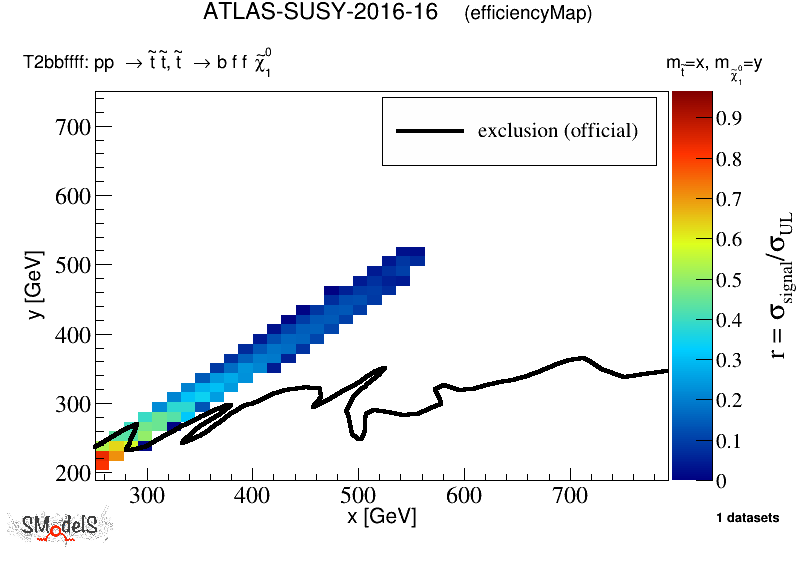 ATLAS-SUSY-2016-16 (efficiencyMap)
T2bbffff: pp → t̃ t̃, t̃ → b f f χ̃⁰₁
m_t̃=x, m_χ̃⁰₁=y
exclusion (official)
700
600
500
400
300
200
y [GeV]
300 400 500 600 700
x [GeV]
0.9
0.8
0.7
0.6
0.5
0.4
0.3
0.2
0.1
0
r = σ_signal/σ_UL
SModelS
1 datasets